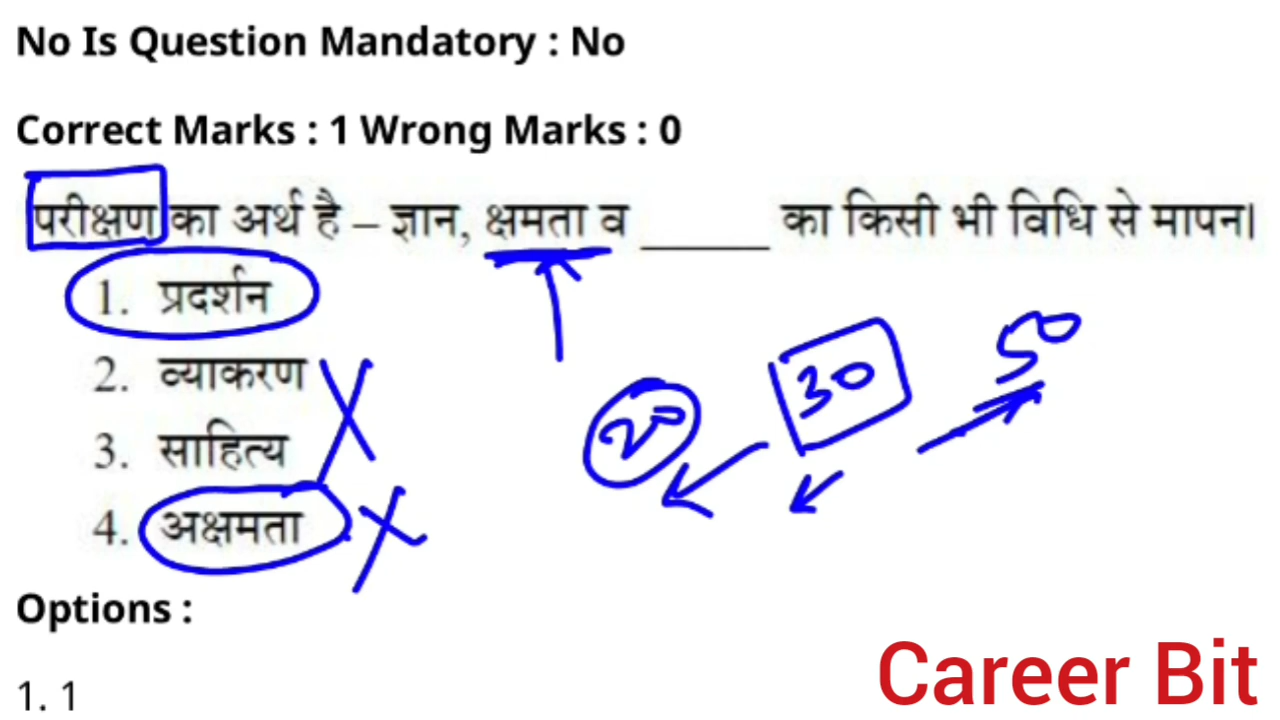 No Is Question Mandatory : No
Correct Marks : 1 Wrong Marks : 0
परीक्षण का अर्थ है – ज्ञान, क्षमता व ______ का किसी भी विधि से मापन।
1. प्रदर्शन
2. व्याकरण
3. साहित्य
4. अक्षमता
20 30 50
Options :
1. 1
Career Bit